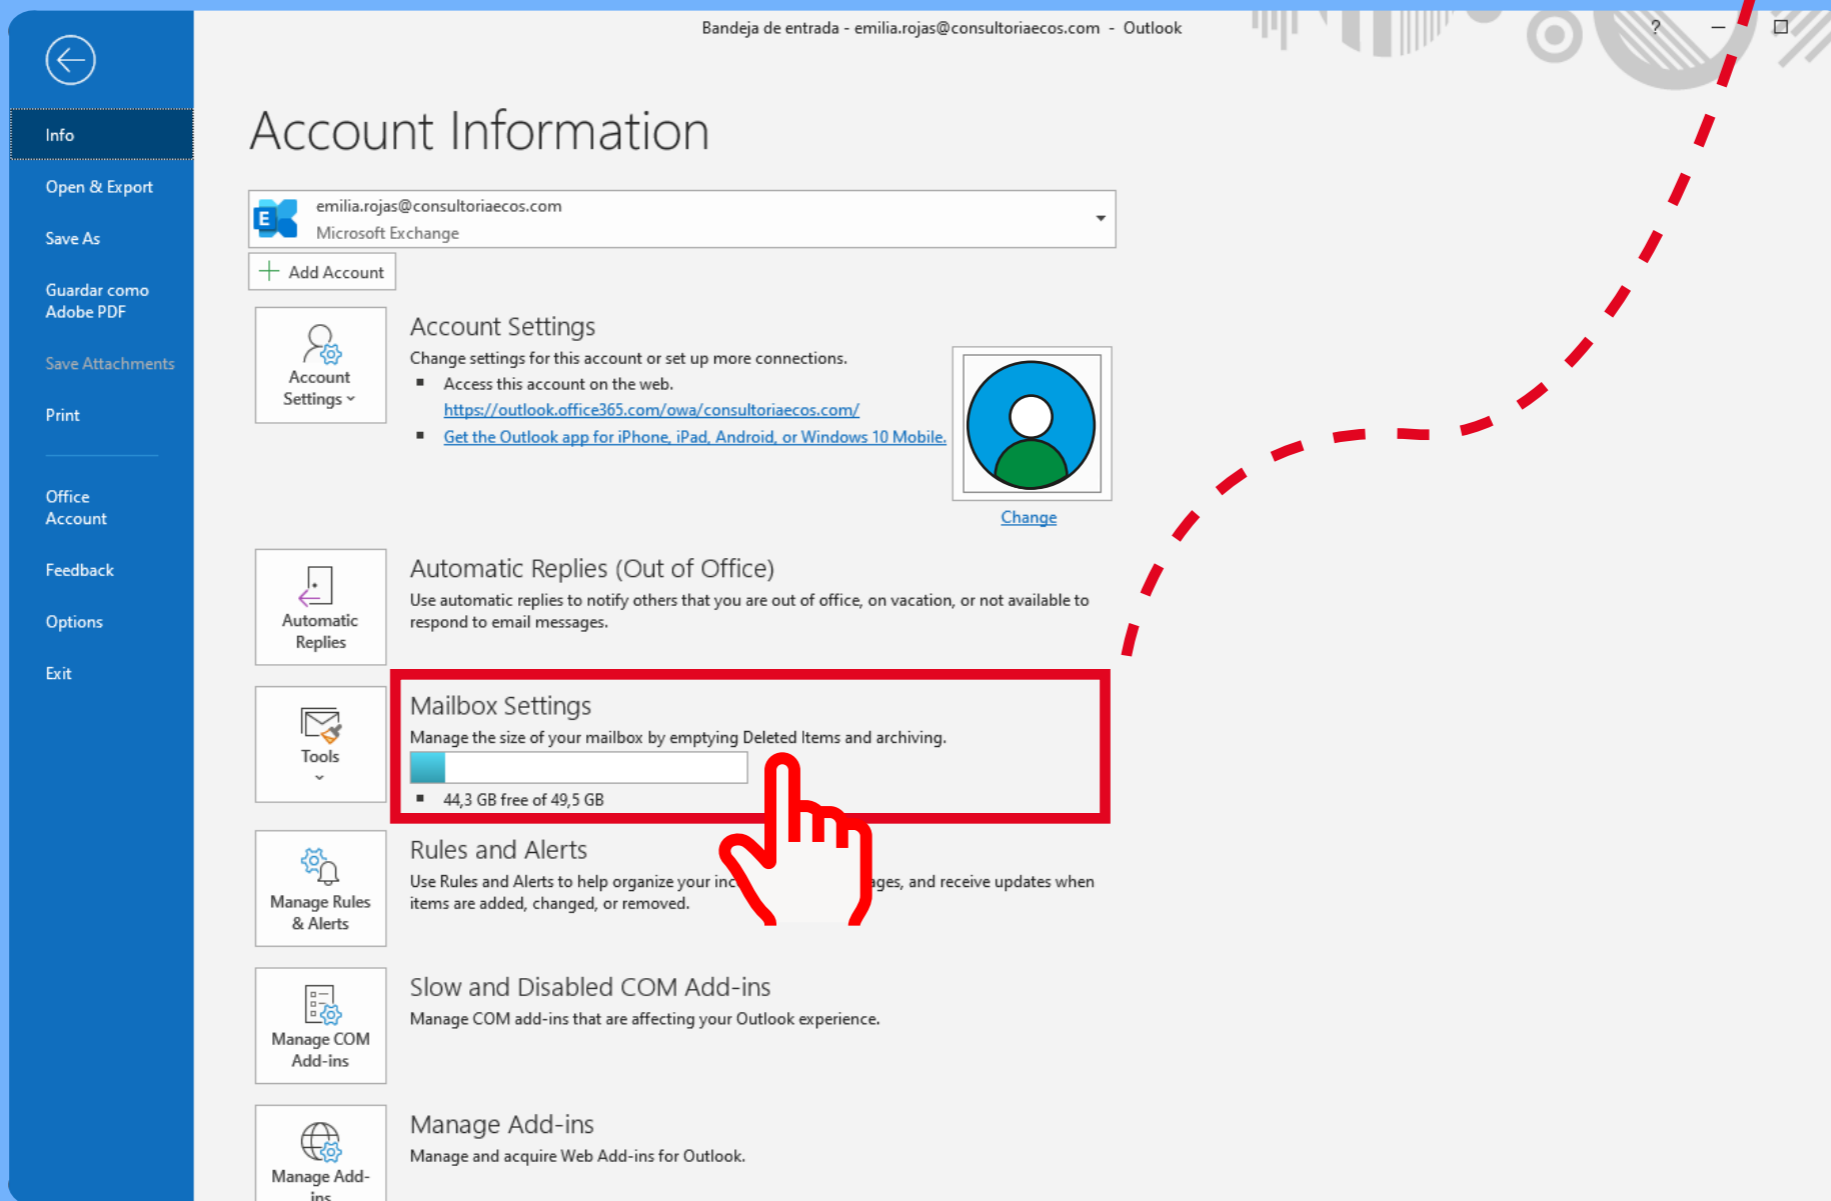 Bandeja de entrada - emilia.rojas@consultoriaecos.com - Outlook
?
Info
Open & Export
Save As
Guardar como
Adobe PDF
Save Attachments
Print
Office
Account
Feedback
Options
Exit
Account Information
E
emilia.rojas@consultoriaecos.com
Microsoft Exchange
Add Account
Account
Settings
Account Settings
Change settings for this account or set up more connections.
Access this account on the web.
https://outlook.office365.com/owa/consultoriaecos.com/
Get the Outlook app for iPhone, iPad, Android, or Windows 10 Mobile.
Change
Automatic
Replies
Automatic Replies (Out of Office)
Use automatic replies to notify others that you are out of office, on vacation, or not available to
respond to email messages.
Tools
Mailbox Settings
Manage the size of your mailbox by emptying Deleted Items and archiving.
44,3 GB free of 49,5 GB
Manage Rules
& Alerts
Rules and Alerts
Use Rules and Alerts to help organize your and receive updates when
items are added, changed, or removed.
Manage COM
Add-ins
Slow and Disabled COM Add-ins
Manage COM add-ins that are affecting your Outlook experience.
Manage Add-
ins
Manage Add-ins
Manage and acquire Web Add-ins for Outlook.